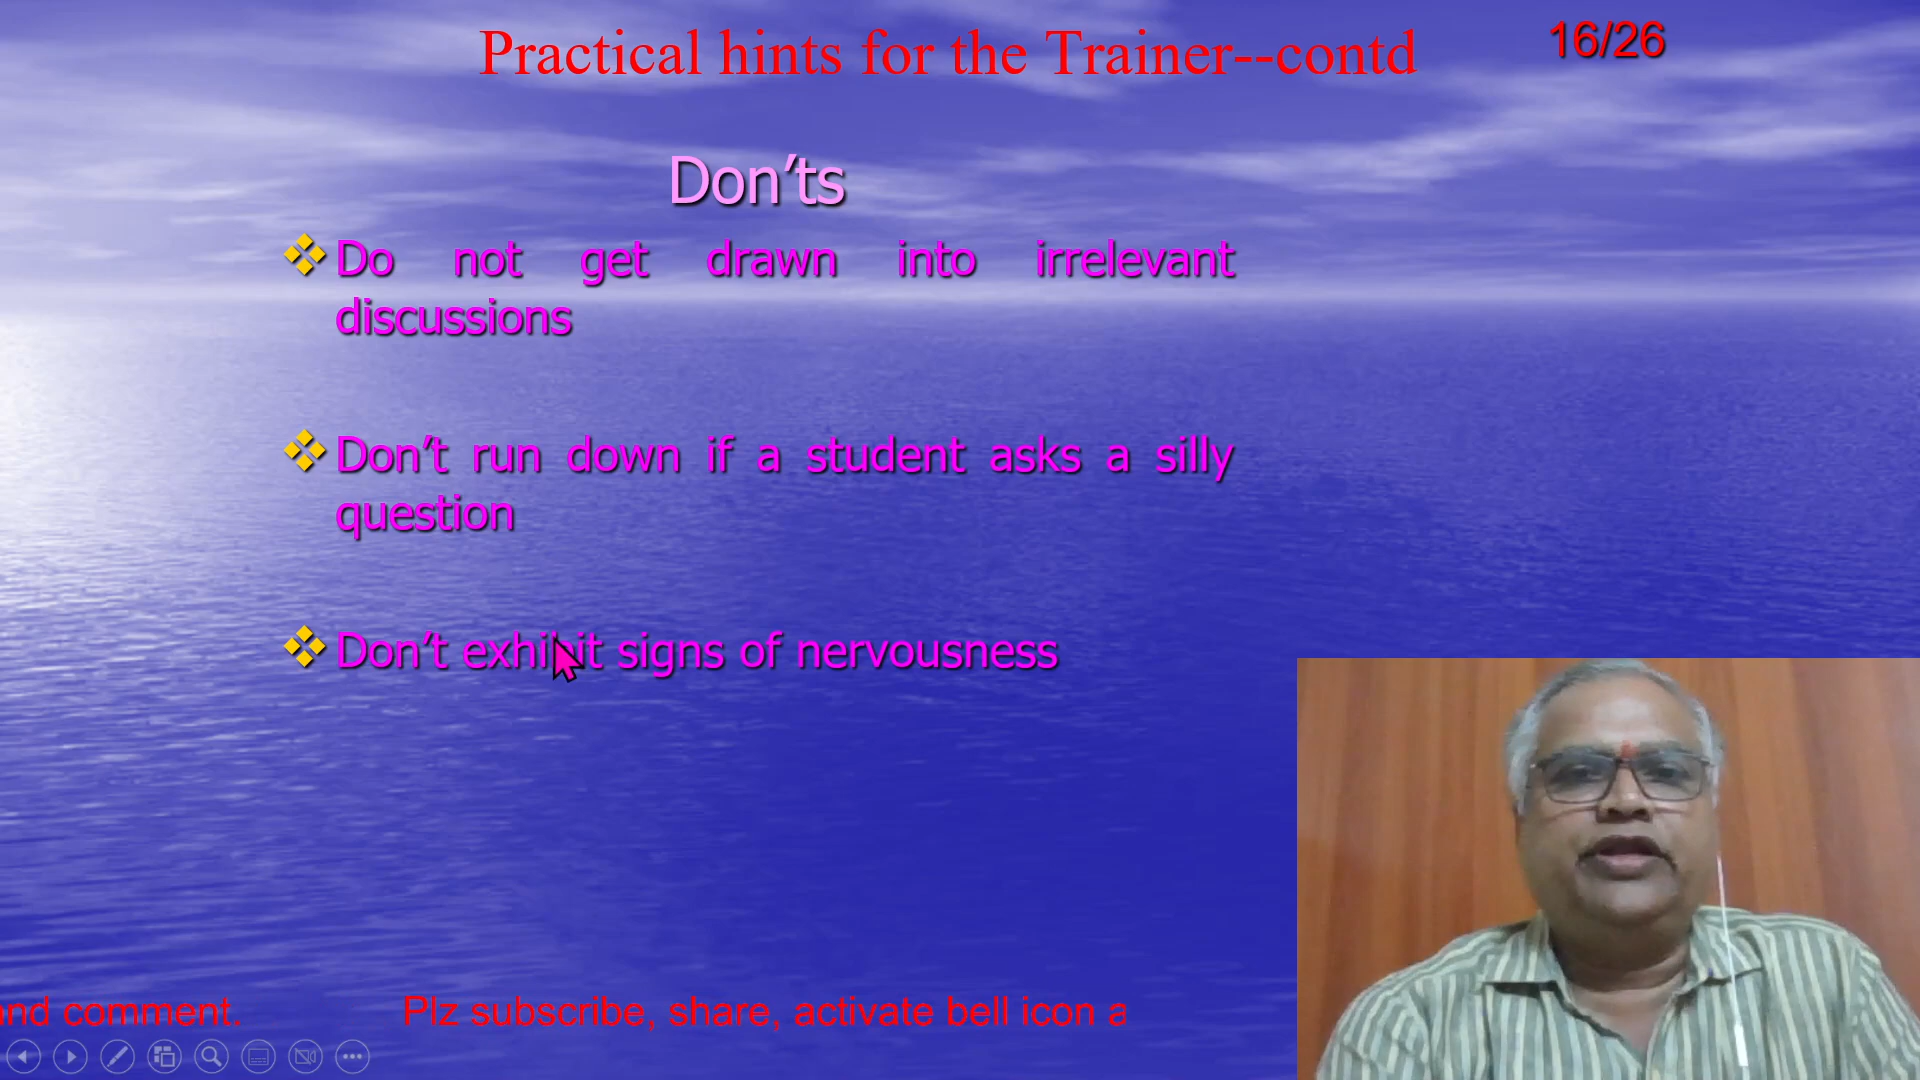 Practical hints for the Trainer--contd
16/26
Don’ts
Do not get drawn into irrelevant
discussions
Don’t run down if a student asks a silly
question
Don’t exhibit signs of nervousness
and comment. Plz subscribe, share, activate bell icon a